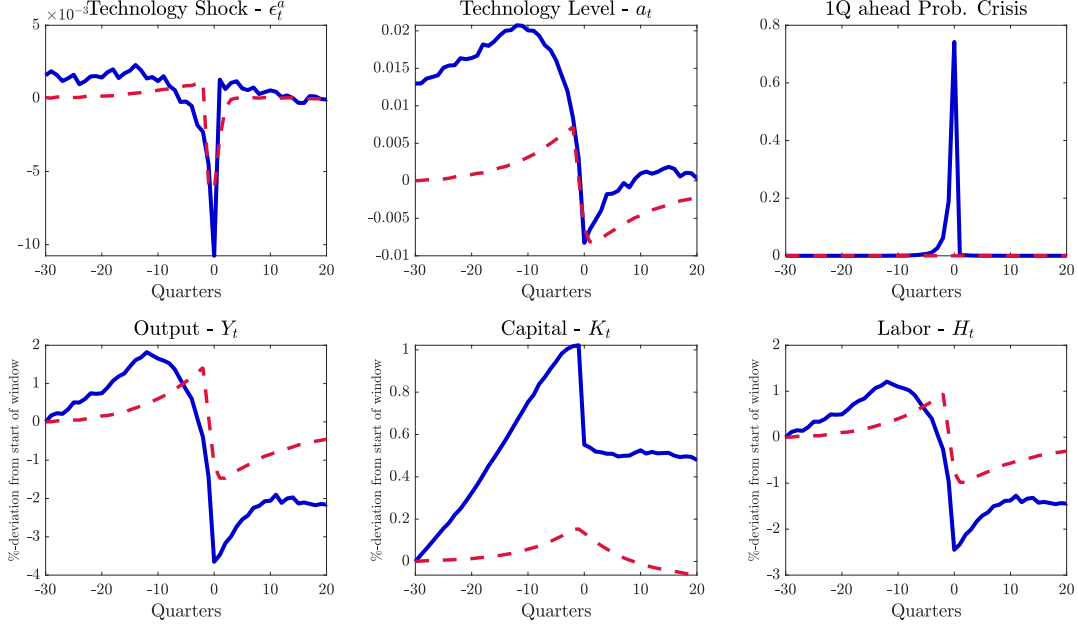 Technology Shock - $\epsilon_t^a$
×10⁻³
5
0
-5
-10
-30 -20 -10 0 10 20
Quarters
Technology Level - $a_t$
0.02
0.015
0.01
0.005
0
-0.005
-0.01
-30 -20 -10 0 10 20
Quarters
1Q ahead Prob. Crisis
0.8
0.6
0.4
0.2
0
-30 -20 -10 0 10 20
Quarters
Output - $Y_t$
%-deviation from start of window
2
1
0
-1
-2
-3
-4
-30 -20 -10 0 10 20
Quarters
Capital - $K_t$
%-deviation from start of window
1
0.8
0.6
0.4
0.2
0
-30 -20 -10 0 10 20
Quarters
Labor - $H_t$
%-deviation from start of window
2
1
0
-1
-2
-3
-30 -20 -10 0 10 20
Quarters